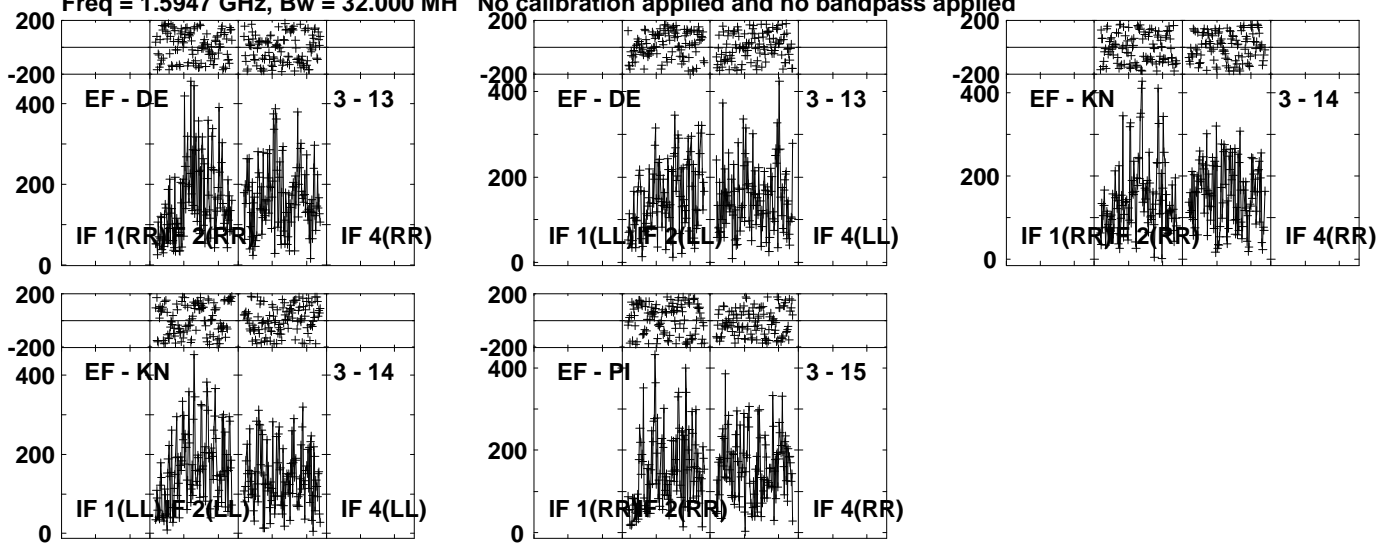 Freq = 1.5947 GHz, Bw = 32.000 MH No calibration applied and no bandpass applied
200
-200
400
200
0
EF - DE
3 - 13
IF 1(RR)
IF 2(RR)
IF 4(RR)
400
200
0
EF - DE
3 - 13
IF 1(LL)
IF 2(LL)
IF 4(LL)
200
-200
400
200
0
EF - KN
3 - 14
IF 1(RR)
IF 2(RR)
IF 4(RR)
200
-200
400
200
0
EF - KN
3 - 14
IF 1(LL)
IF 2(LL)
IF 4(LL)
200
-200
400
200
0
EF - PI
3 - 15
IF 1(RR)
IF 2(RR)
IF 4(RR)